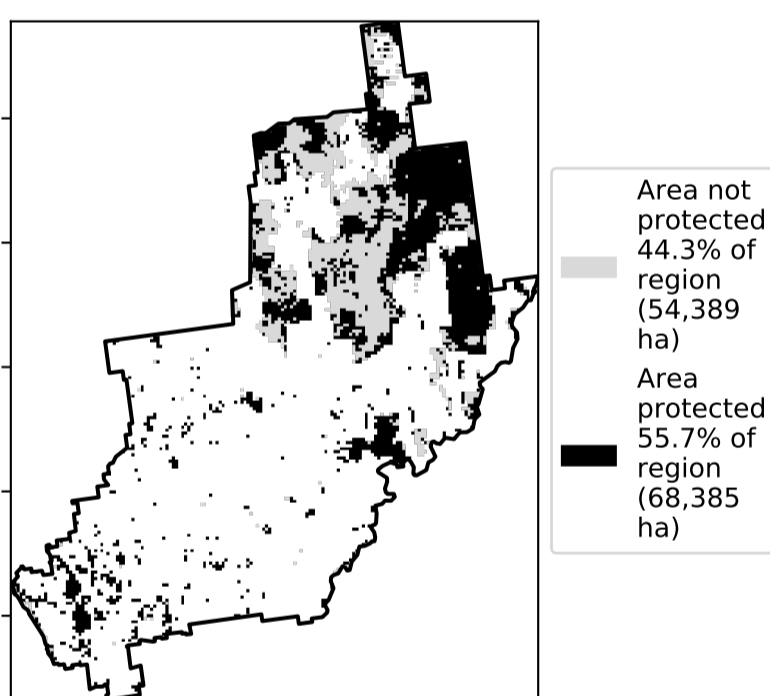 Area not
protected
44.3% of
region
(54,389
ha)
Area
protected
55.7% of
region
(68,385
ha)